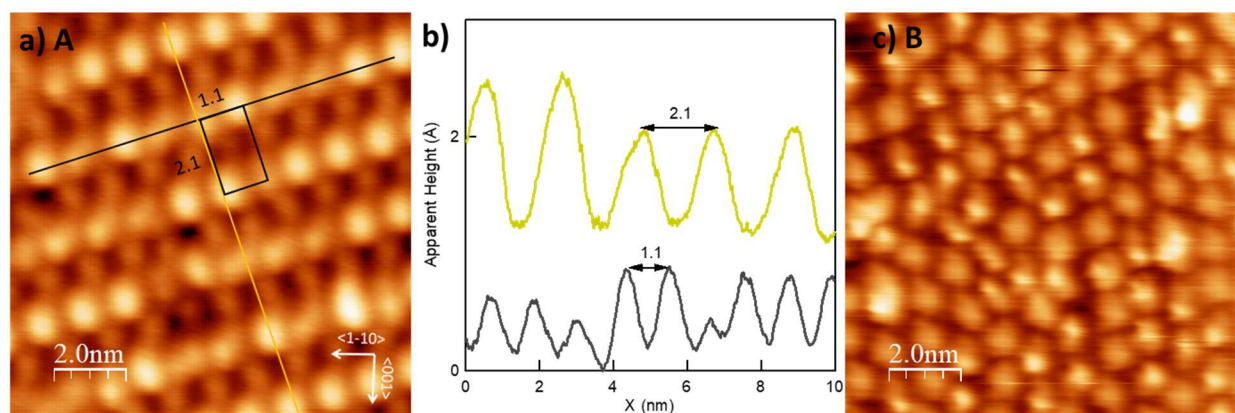 a) A
1.1
2.1
2.0nm
<1-10>
<001>
b)
Apparent Height (Å)
2
0
2.1
1.1
0 2 4 6 8 10
X (nm)
c) B
2.0nm